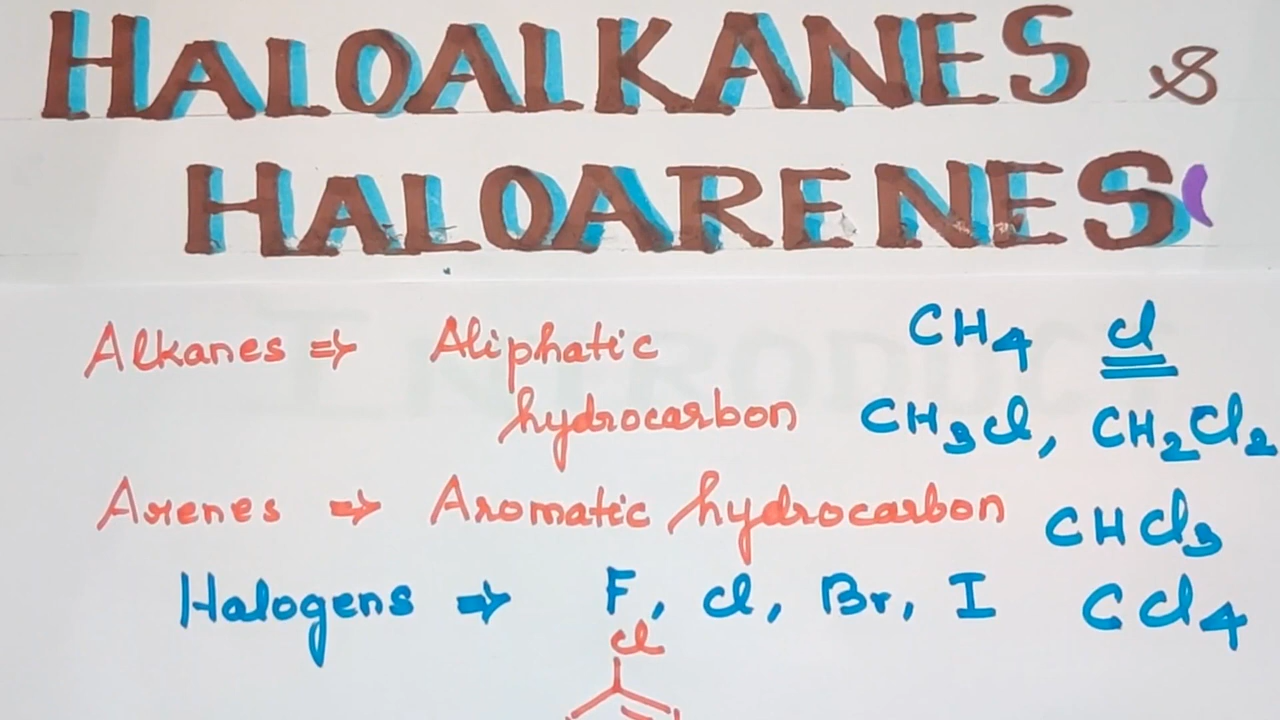 HALOALKANES &
HALOARENES
Alkanes ⇒ Aliphatic hydrocarbon
CH4 Cl
CH3Cl, CH2Cl2
Arenes ⇒ Aromatic hydrocarbon
CHCl3
Halogens ⇒ F, Cl, Br, I
CCl4
Cl